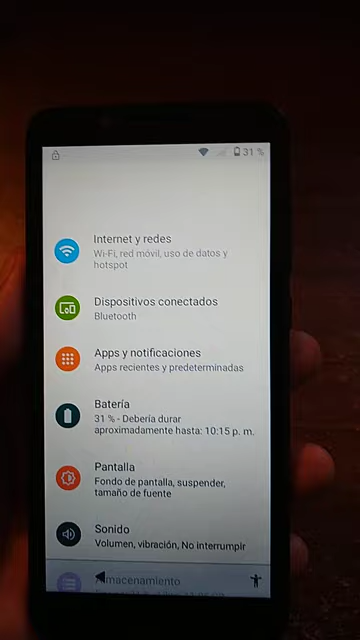 31 %
Internet y redes
Wi-Fi, red móvil, uso de datos y
hotspot
Dispositivos conectados
Bluetooth
Apps y notificaciones
Apps recientes y predeterminadas
Batería
31 % - Debería durar
aproximadamente hasta: 10:15 p. m.
Pantalla
Fondo de pantalla, suspender,
tamaño de fuente
Sonido
Volumen, vibración, No interrumpir
Almacenamiento